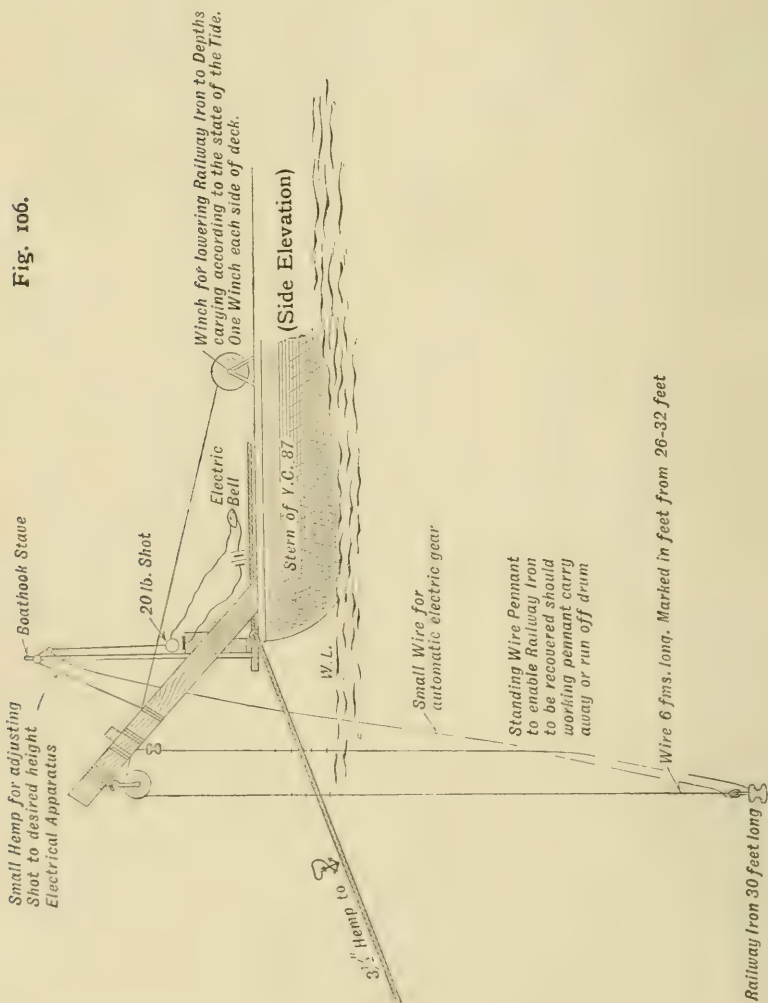 Fig. 106.
Small Hemp for adjusting
Shot to desired height
Electrical Apparatus
Boathook Stave
20 lb. Shot
Electric
Bell
Winch for lowering Railway Iron to Depths
carying according to the state of the Tide.
One Winch each side of deck.
(Side Elevation)
Stern of Y.C. 87
W.L.
Small Wire for
automatic electric gear
Standing Wire Pennant
to enable Railway Iron
to be recovered should
working pennant carry
away or run off drum
Wire 6 fms. long. Marked in feet from 26-32 feet
3½" Hemp to
Railway Iron 30 feet long